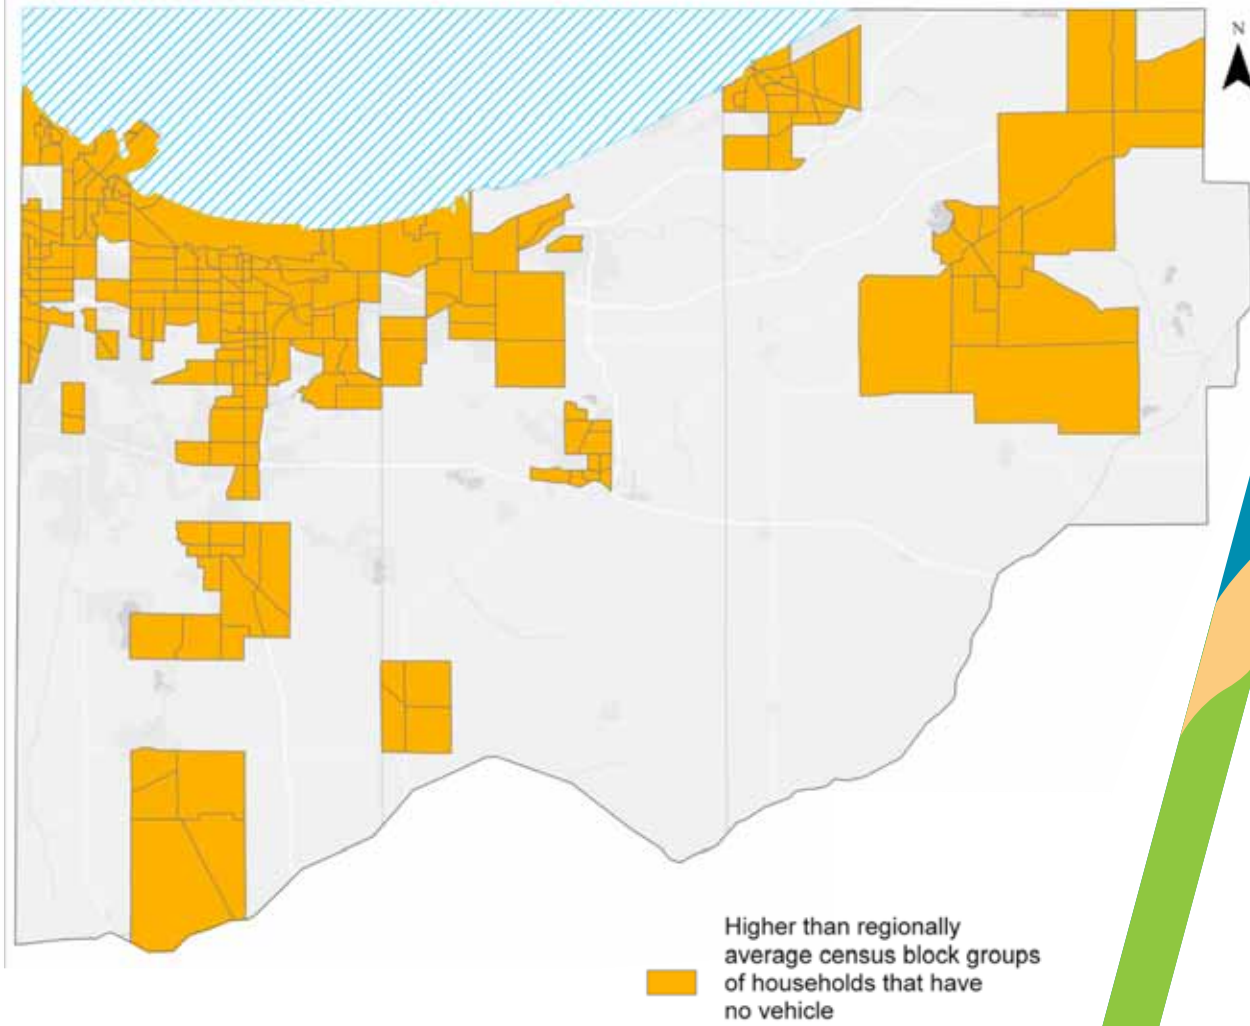 N
Higher than regionally
average census block groups
of households that have
no vehicle